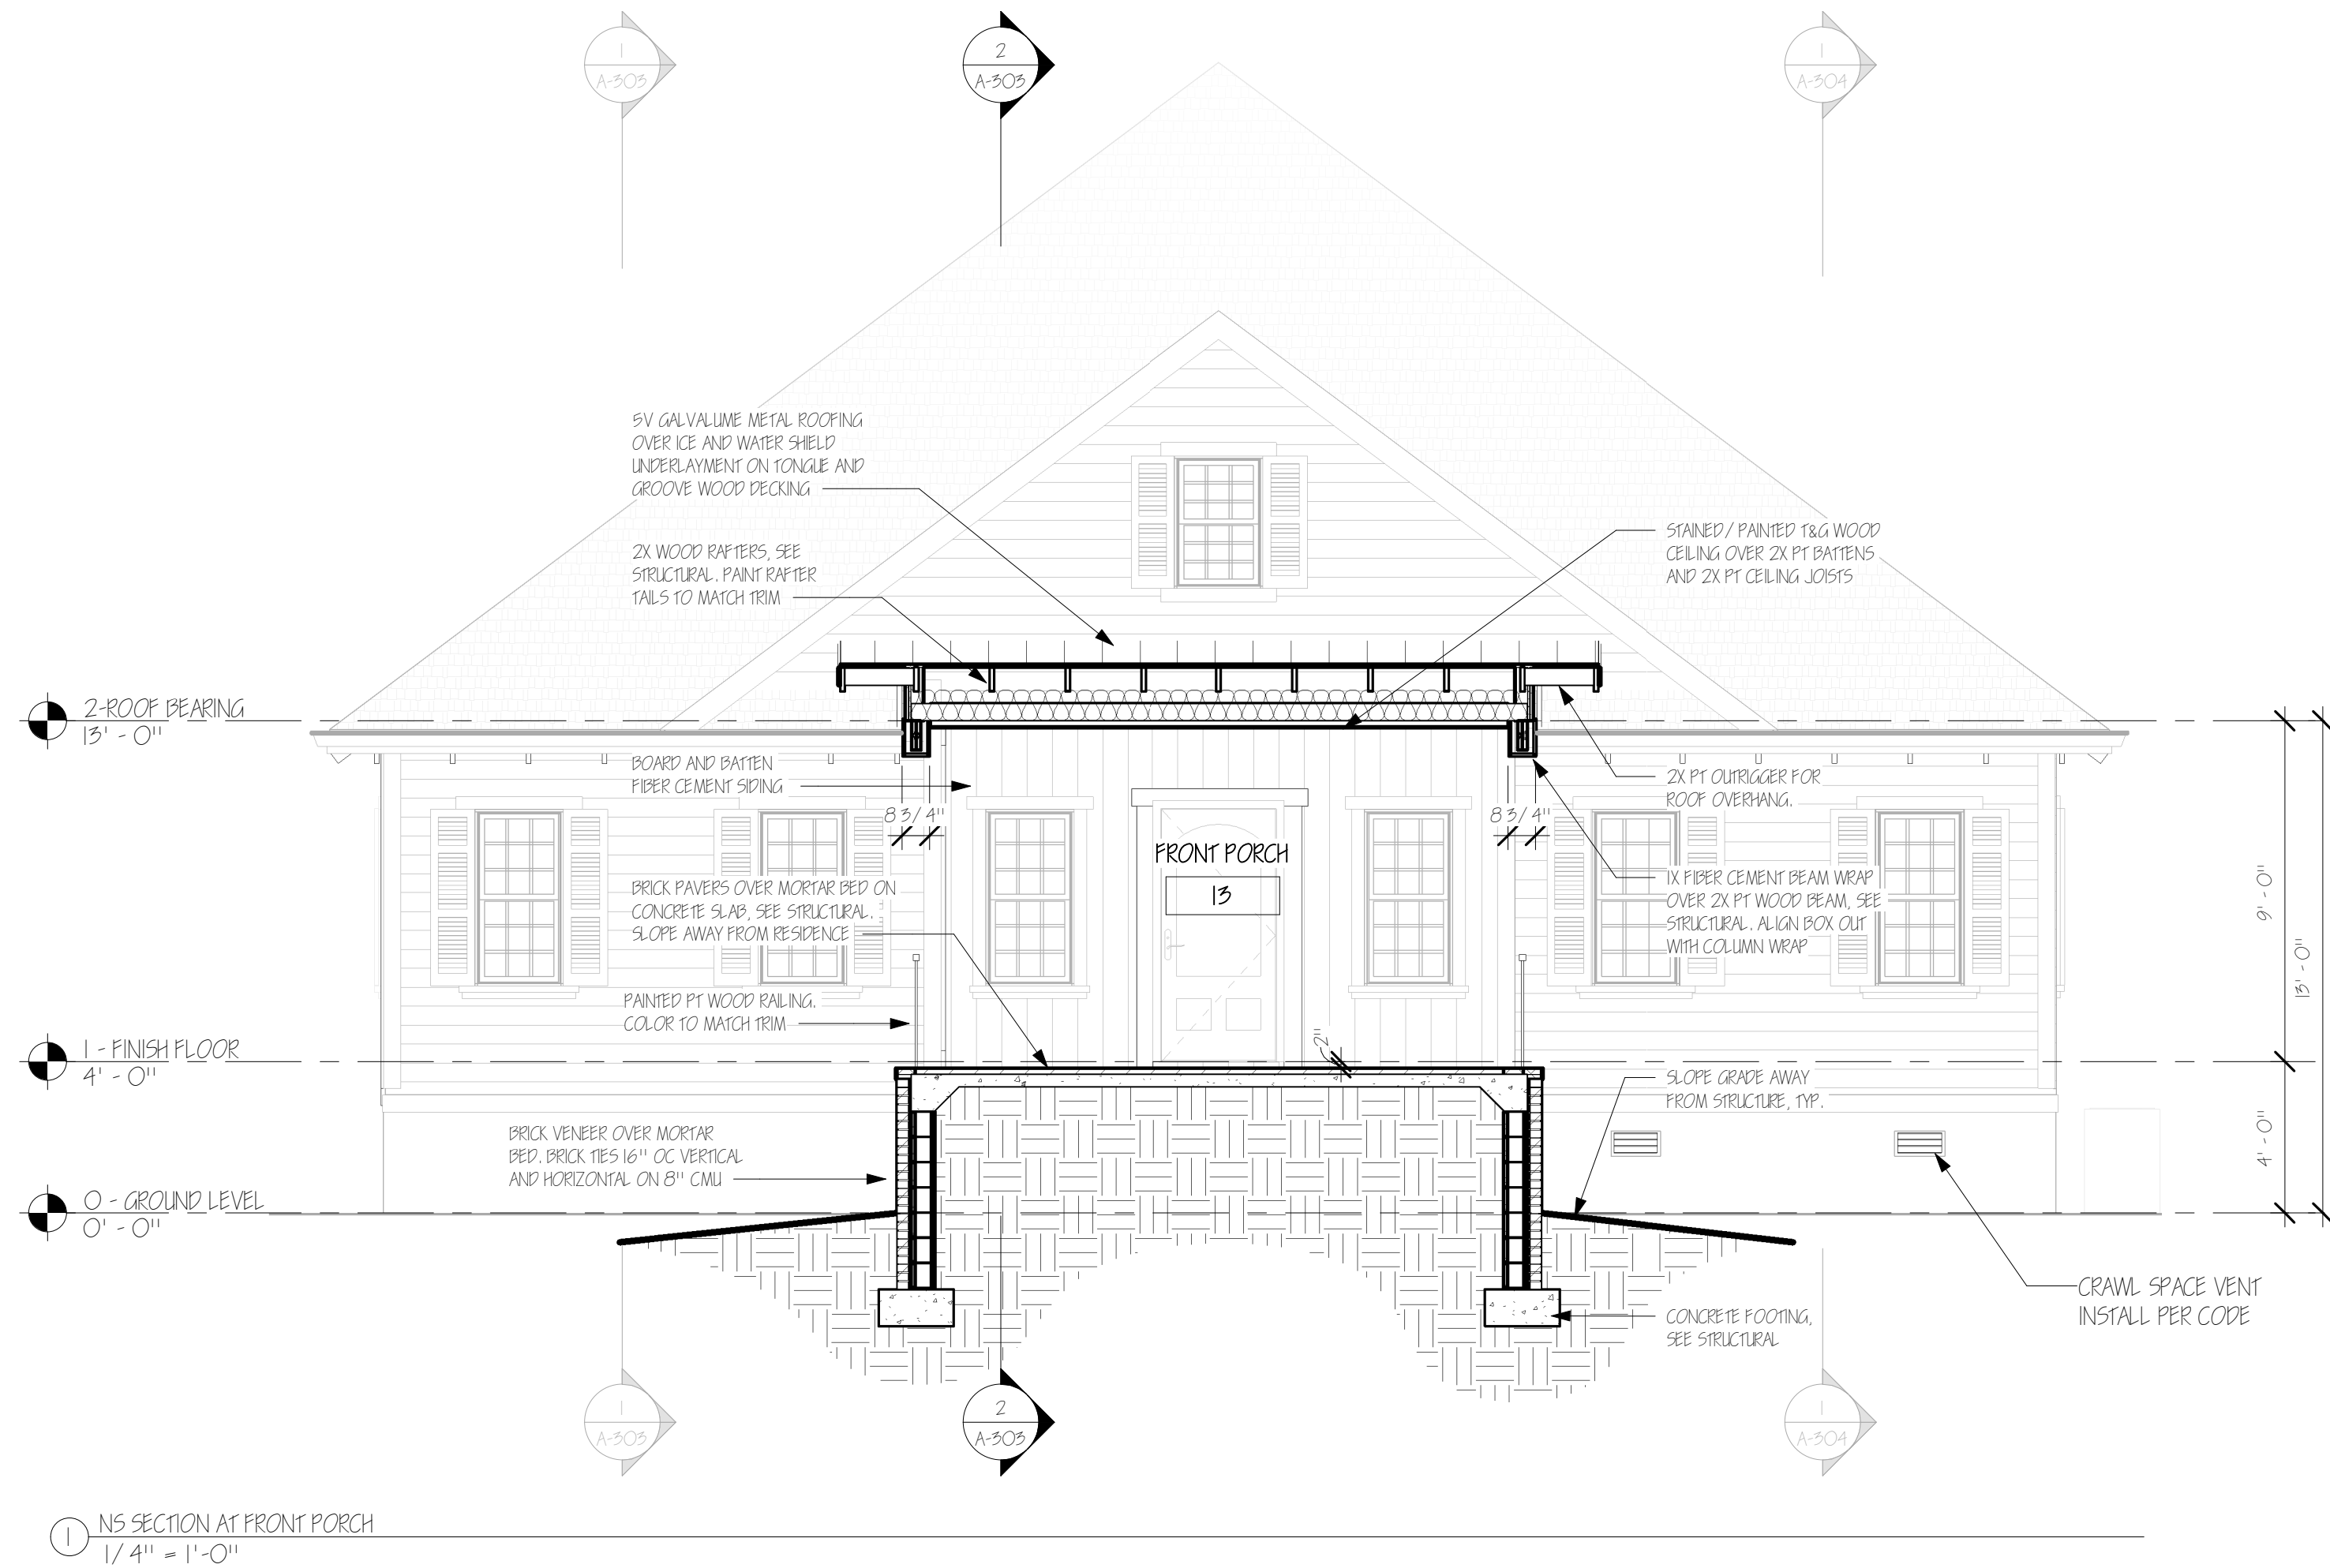 1
A-303
2
A-303
1
A-304
5V GALVALUME METAL ROOFING
OVER ICE AND WATER SHIELD
UNDERLAYMENT ON TONGUE AND
GROOVE WOOD DECKING
2X WOOD RAFTERS, SEE
STRUCTURAL. PAINT RAFTER
TAILS TO MATCH TRIM
STAINED/ PAINTED T&G WOOD
CEILING OVER 2X PT BATTENS
AND 2X PT CEILING JOISTS
2-ROOF BEARING
13' - 0"
BOARD AND BATTEN
FIBER CEMENT SIDING
2X PT OUTRIGGER FOR
ROOF OVERHANG.
8 3/4"
8 3/4"
FRONT PORCH
13
BRICK PAVERS OVER MORTAR BED ON
CONCRETE SLAB, SEE STRUCTURAL.
SLOPE AWAY FROM RESIDENCE
1X FIBER CEMENT BEAM WRAP
OVER 2X PT WOOD BEAM, SEE
STRUCTURAL. ALIGN BOX OUT
WITH COLUMN WRAP
9' - 0"
13' - 0"
PAINTED PT WOOD RAILING.
COLOR TO MATCH TRIM
2"
1 - FINISH FLOOR
4' - 0"
SLOPE GRADE AWAY
FROM STRUCTURE, TYP.
4' - 0"
BRICK VENEER OVER MORTAR
BED. BRICK TIES 16" OC VERTICAL
AND HORIZONTAL ON 8" CMU
0 - GROUND LEVEL
0' - 0"
CRAWL SPACE VENT
INSTALL PER CODE
CONCRETE FOOTING,
SEE STRUCTURAL
1
A-303
2
A-303
1
A-304
1
NS SECTION AT FRONT PORCH
1/4" = 1'-0"